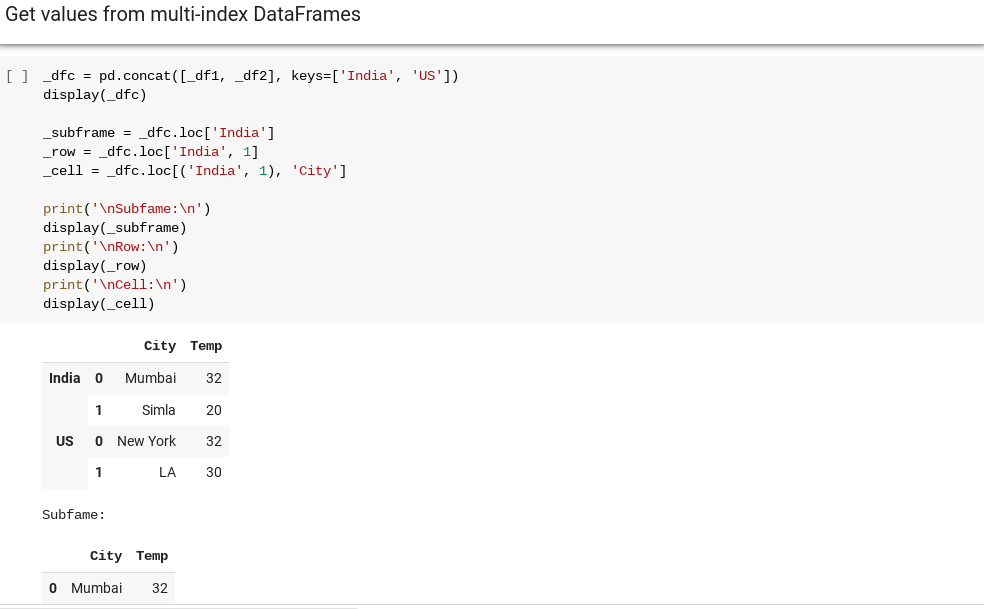 Get values from multi-index DataFrames
[ ] _dfc = pd.concat([_df1, _df2], keys=['India', 'US'])
display(_dfc)
_subframe = _dfc.loc['India']
_row = _dfc.loc['India', 1]
_cell = _dfc.loc[('India', 1), 'City']
print('\nSubfame:\n')
display(_subframe)
print('\nRow:\n')
display(_row)
print('\nCell:\n')
display(_cell)
City Temp
India 0 Mumbai 32
1 Simla 20
US 0 New York 32
1 LA 30
Subfame:
City Temp
0 Mumbai 32